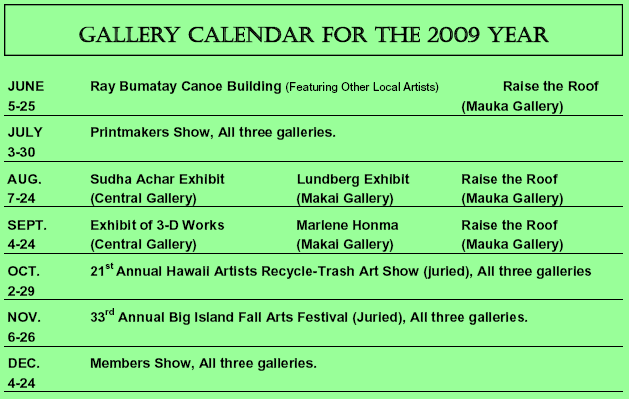 GALLERY CALENDAR FOR THE 2009 YEAR
JUNE Ray Bumatay Canoe Building (Featuring Other Local Artists) Raise the Roof
5-25 (Mauka Gallery)
JULY Printmakers Show, All three galleries.
3-30
AUG. Sudha Achar Exhibit Lundberg Exhibit Raise the Roof
7-24 (Central Gallery) (Makai Gallery) (Mauka Gallery)
SEPT. Exhibit of 3-D Works Marlene Honma Raise the Roof
4-24 (Central Gallery) (Makai Gallery) (Mauka Gallery)
OCT. 21st Annual Hawaii Artists Recycle-Trash Art Show (juried), All three galleries
2-29
NOV. 33rd Annual Big Island Fall Arts Festival (Juried), All three galleries.
6-26
DEC. Members Show, All three galleries.
4-24